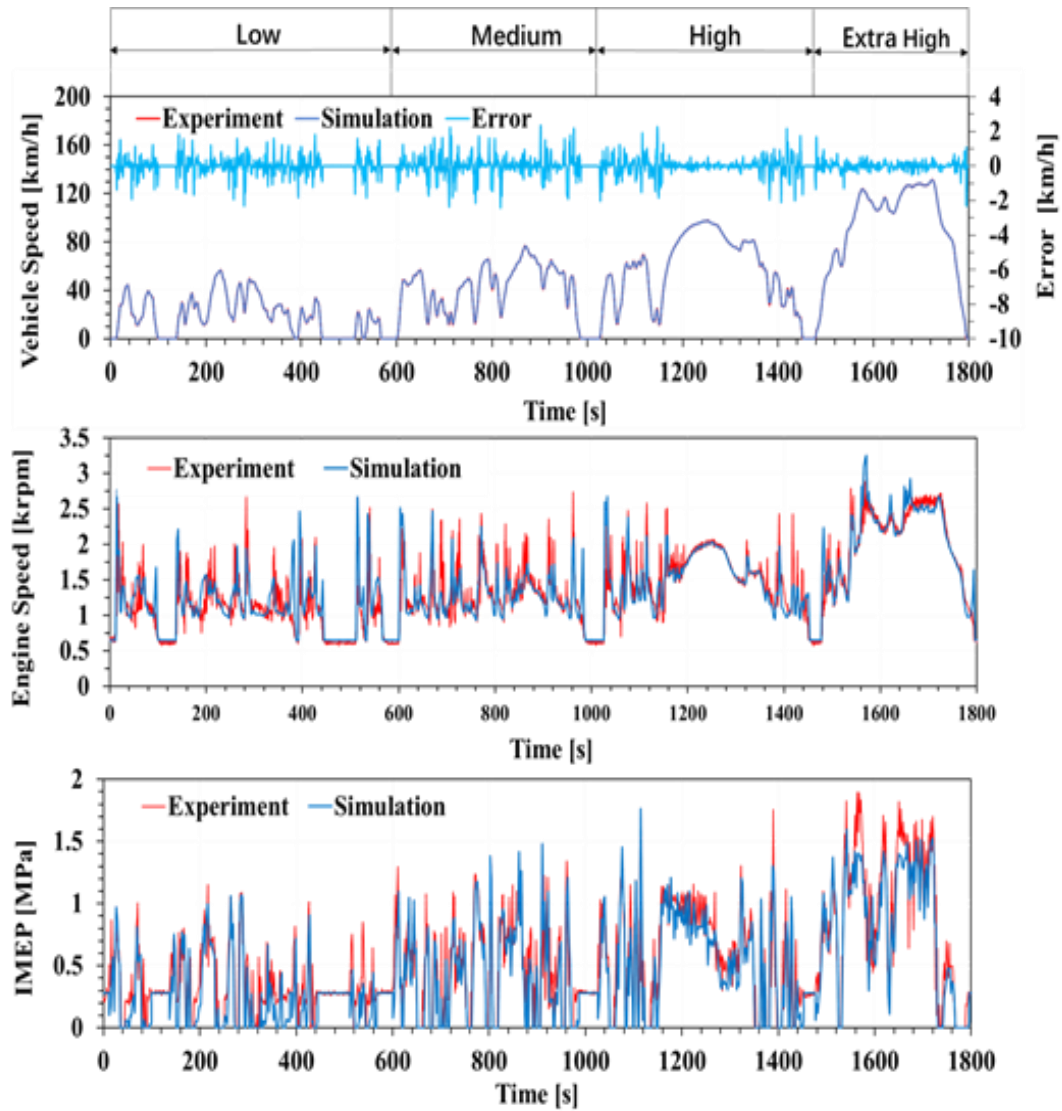 Low Medium High Extra High
Experiment Simulation Error
Vehicle Speed [km/h]
200
160
120
80
40
0
4
2
0
-2
-4
-6
-8
-10
Error [km/h]
0 200 400 600 800 1000 1200 1400 1600 1800
Time [s]
Experiment Simulation
Engine Speed [krpm]
3.5
3
2.5
2
1.5
1
0.5
0
0 200 400 600 800 1000 1200 1400 1600 1800
Time [s]
Experiment Simulation
IMEP [MPa]
2
1.5
1
0.5
0
0 200 400 600 800 1000 1200 1400 1600 1800
Time [s]